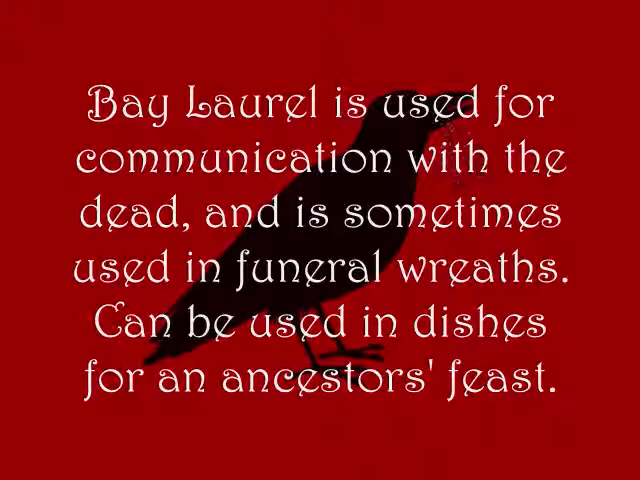 Bay Laurel is used for
communication with the
dead, and is sometimes
used in funeral wreaths.
Can be used in dishes
for an ancestors' feast.